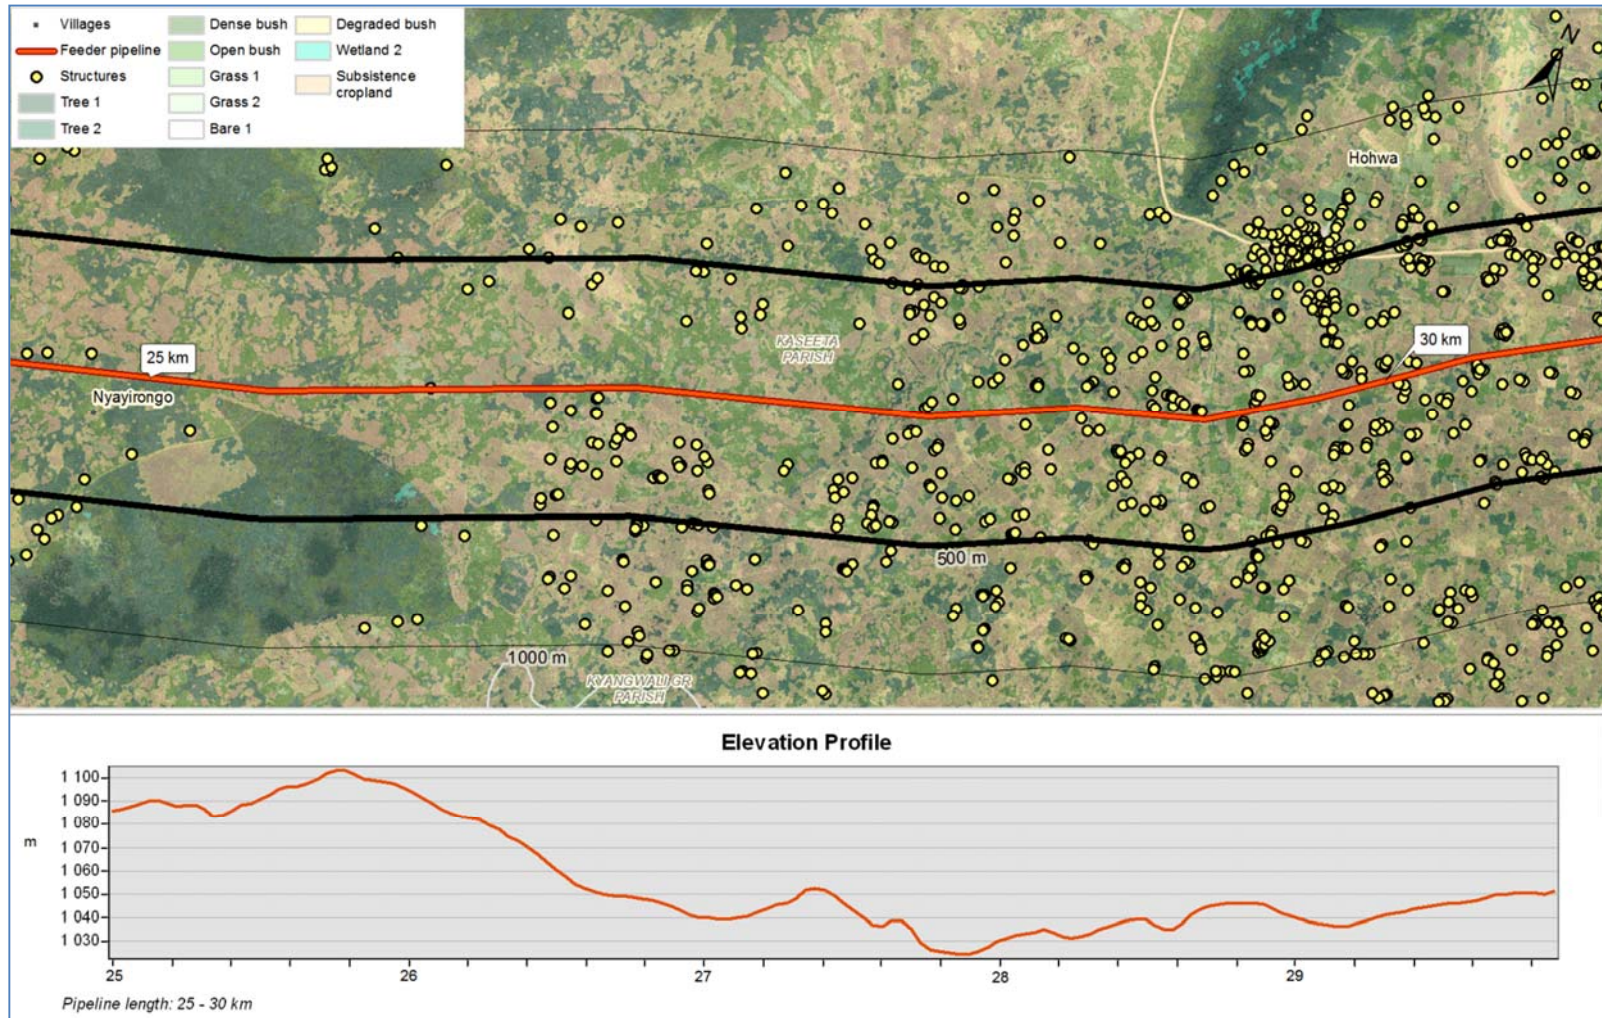 Villages
Feeder pipeline
Structures
Tree 1
Tree 2
Dense bush
Open bush
Grass 1
Grass 2
Bare 1
Degraded bush
Wetland 2
Subsistence
cropland
N
Hohwa
KASEETA
PARISH
25 km
30 km
Nyayirongo
500 m
1000 m
KYANGWALI GR
PARISH
Elevation Profile
m
1 100
1 090
1 080
1 070
1 060
1 050
1 040
1 030
25 26 27 28 29
Pipeline length: 25 - 30 km